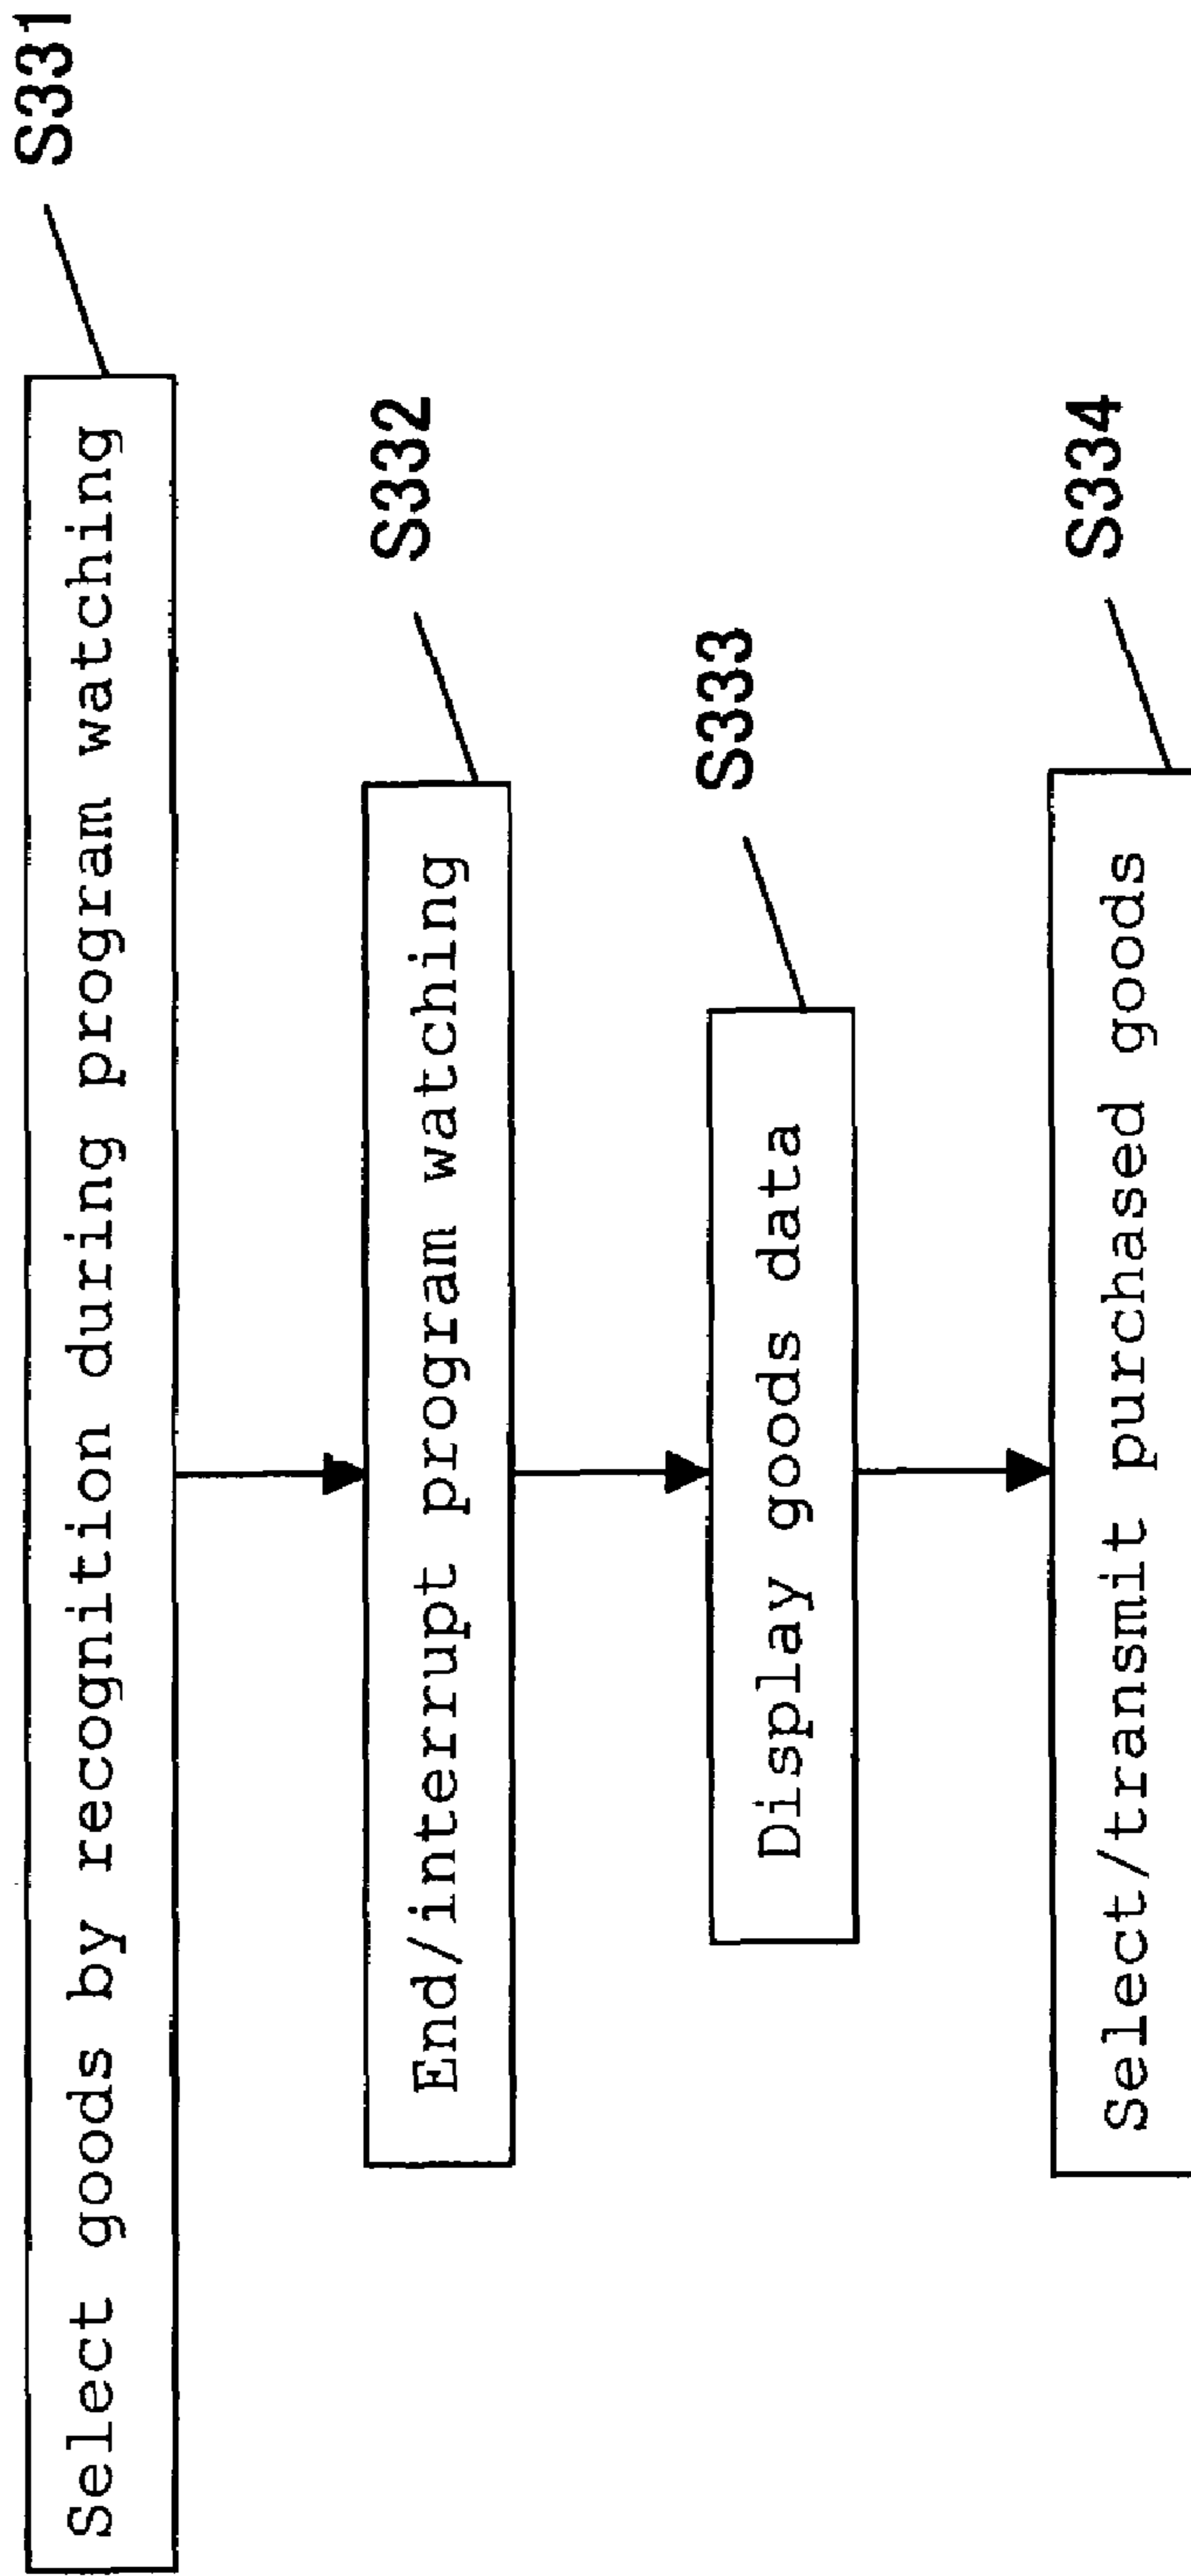 Select goods by recognition during program watching
S331
End/interrupt program watching
S332
Display goods data
S333
Select/transmit purchased goods
S334